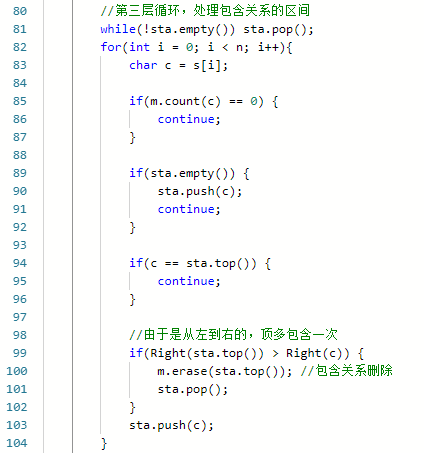 80 //第三层循环，处理包含关系的区间
81 while(!sta.empty()) sta.pop();
82 for(int i = 0; i < n; i++){
83 char c = s[i];
84
85 if(m.count(c) == 0) {
86 continue;
87 }
88
89 if(sta.empty()) {
90 sta.push(c);
91 continue;
92 }
93
94 if(c == sta.top()) {
95 continue;
96 }
97
98 //由于是从左到右的，顶多包含一次
99 if(Right(sta.top()) > Right(c)) {
100 m.erase(sta.top()); //包含关系删除
101 sta.pop();
102 }
103 sta.push(c);
104 }